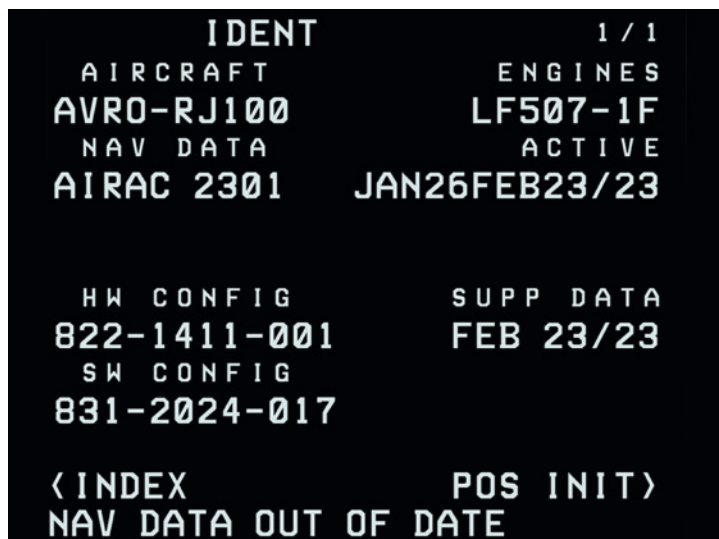 IDENT 1/1
AIRCRAFT ENGINES
AVRO-RJ100 LF507-1F
NAV DATA ACTIVE
AIRAC 2301 JAN26FEB23/23
HW CONFIG SUPP DATA
822-1411-001 FEB 23/23
SW CONFIG
831-2024-017
<INDEX POS INIT>
NAV DATA OUT OF DATE